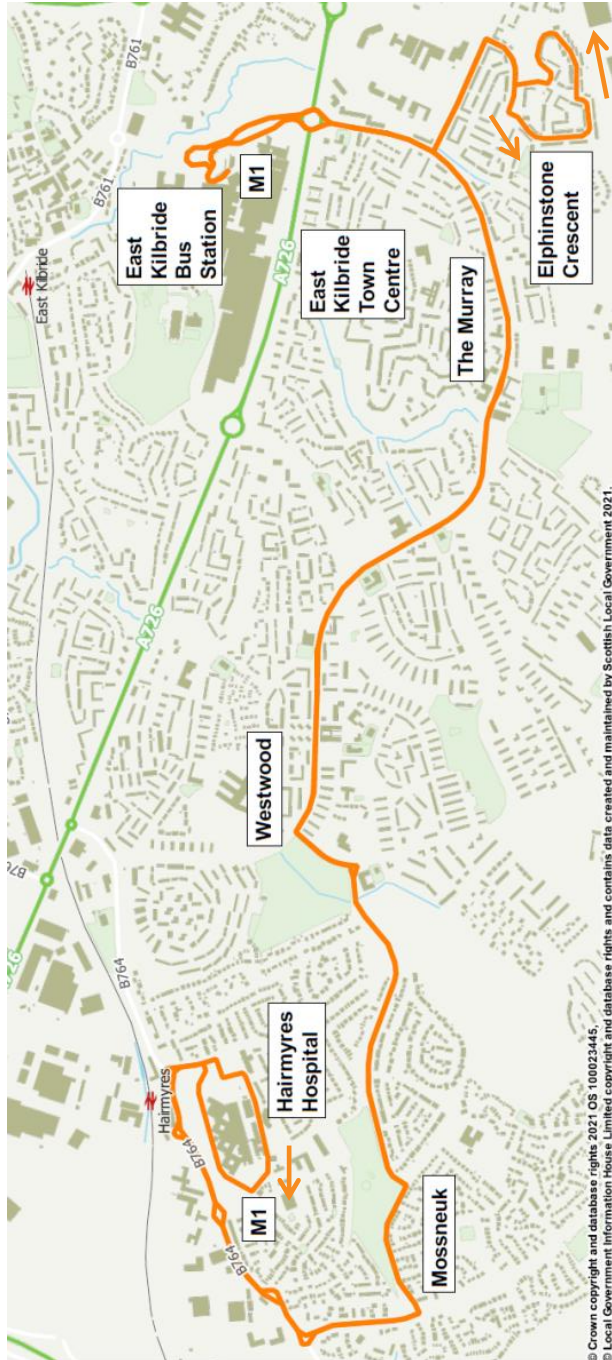 B761
East Kilbride
East
Kilbride
Bus
Station
M1
A726
East
Kilbride
Town
Centre
The Murray
Elphinstone
Crescent
A726
Westwood
B764
Hairmyres
B764
Hairmyres
Hospital
M1
B764
Mossneuk
© Crown copyright and database rights 2021 OS 100023445,
© Local Government Information House Limited copyright and database rights and contains data created and maintained by Scottish Local Government 2021.